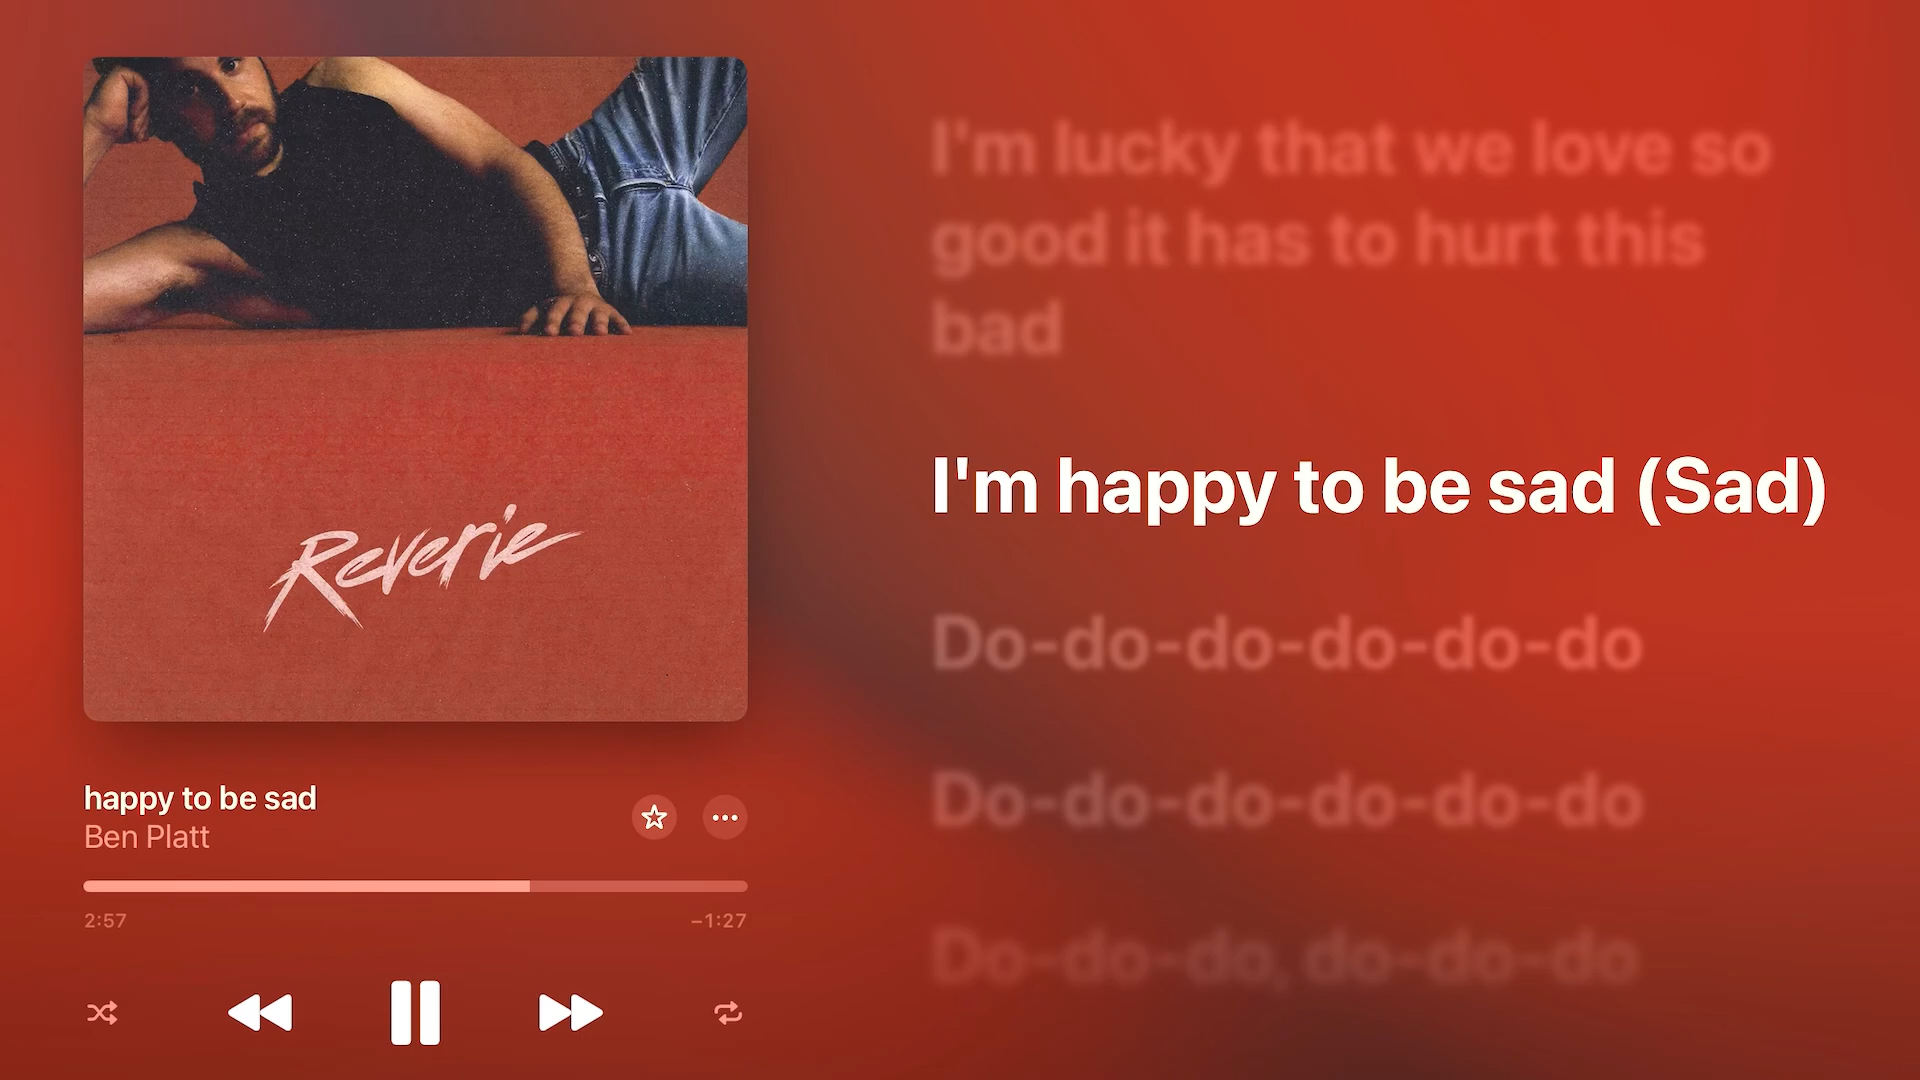 Reverie
happy to be sad
Ben Platt
2:57
−1:27
I'm lucky that we love so
good it has to hurt this
bad
I'm happy to be sad (Sad)
Do-do-do-do-do-do
Do-do-do-do-do-do
Do-do-do, do-do-do